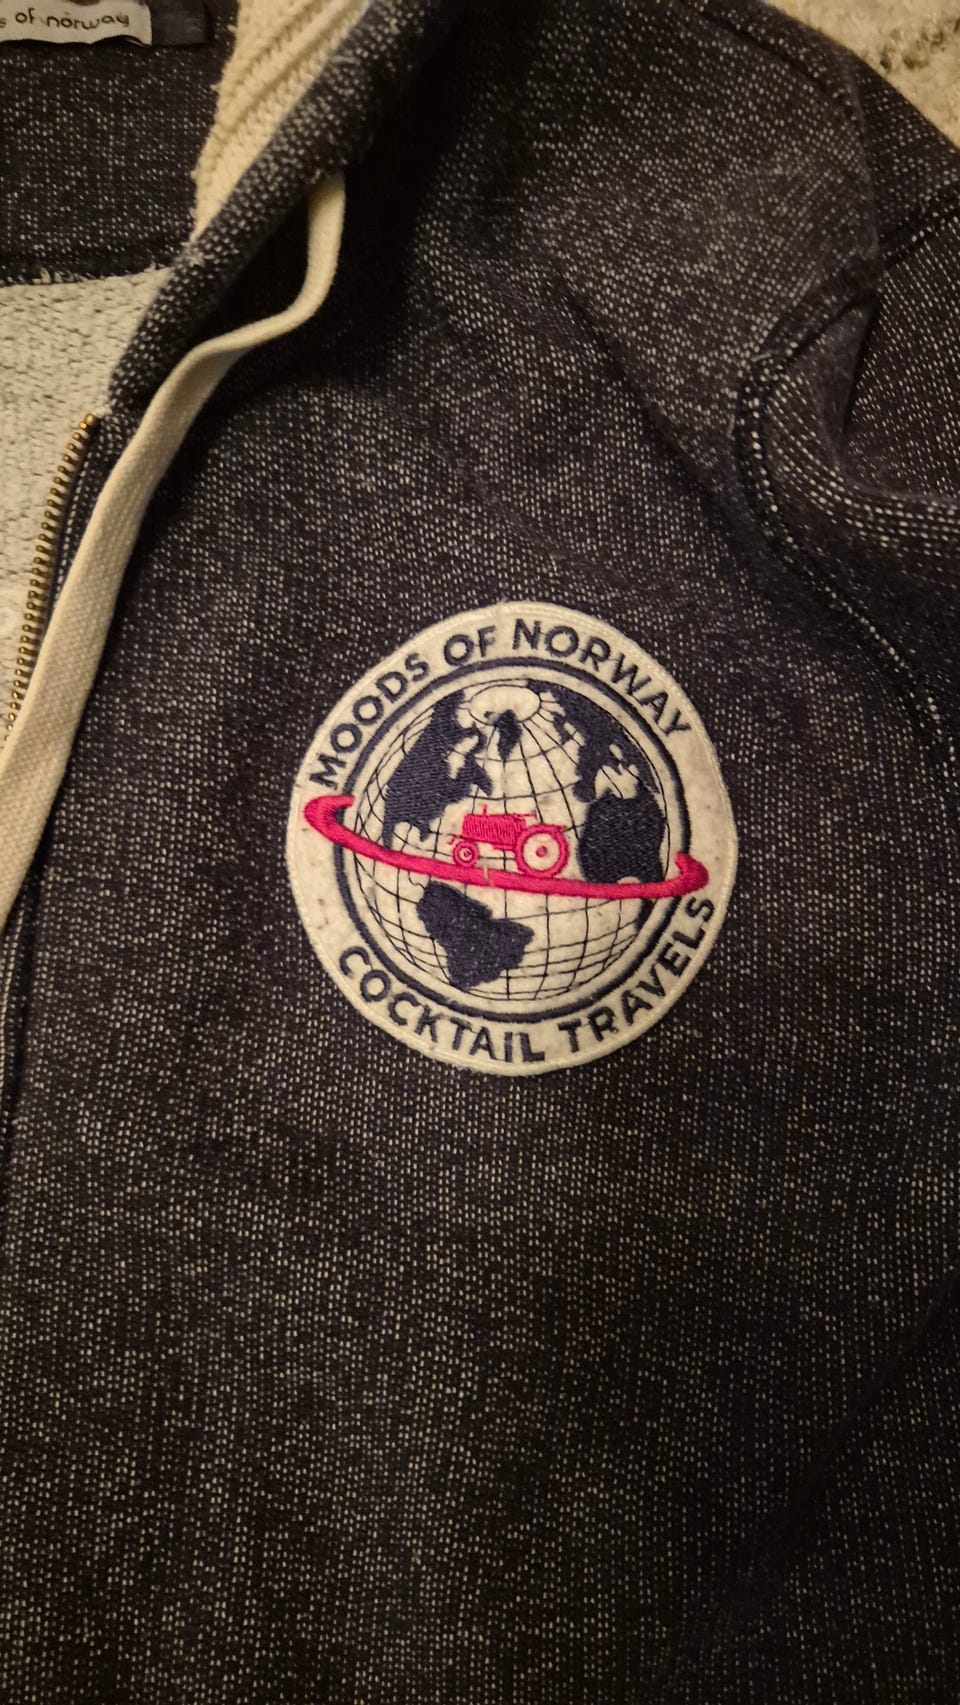 of norway
MOODS OF NORWAY
COCKTAIL TRAVELS